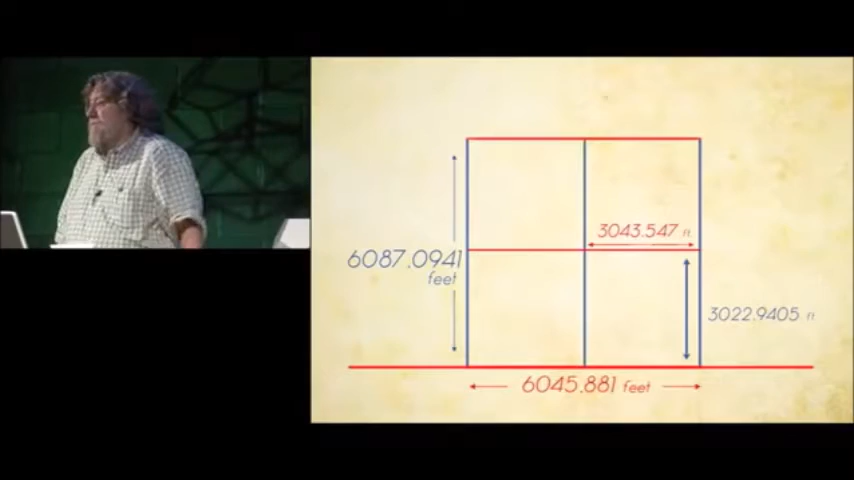 3043.547 ft.
6087.0941
feet
3022.9405 ft.
6045.881 feet